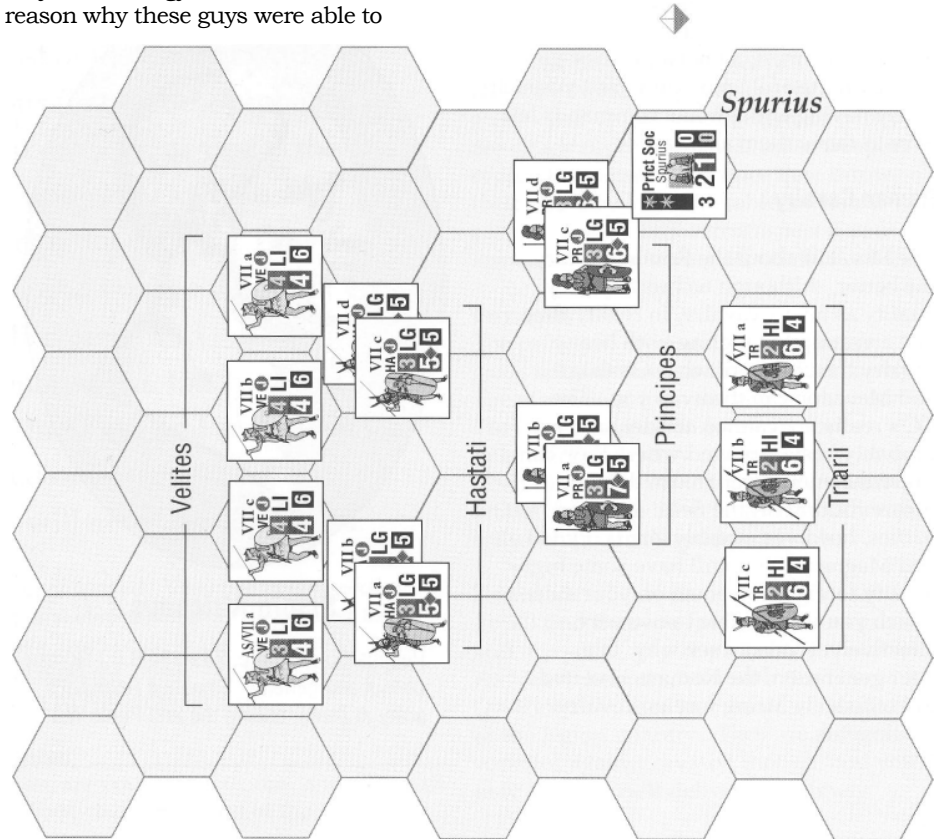 reason why these guys were able to
Spurius
Prfct Soc
Spurius
0
3 2 1 0
Velites
VII a
VE J
4 LI
4 6
VII b
VE J
4 LI
4 6
VII c
VE J
4 LI
4 6
AS/VII a
VE J
3 LI
4 6
Hastati
VII d
LG
5
VII c
HA J
3 LG
5 5
VII b
LG
5
VII a
HA J
3 LG
5 5
Principes
VII d
PR J
3 LG
5
VII c
PR J
3 LG
6 5
VII b
J
LG
5
VII a
PR J
3 LG
7 5
Triarii
VII a
TR
2 HI
6 4
VII b
TR
2 HI
6 4
VII c
TR
2 HI
6 4